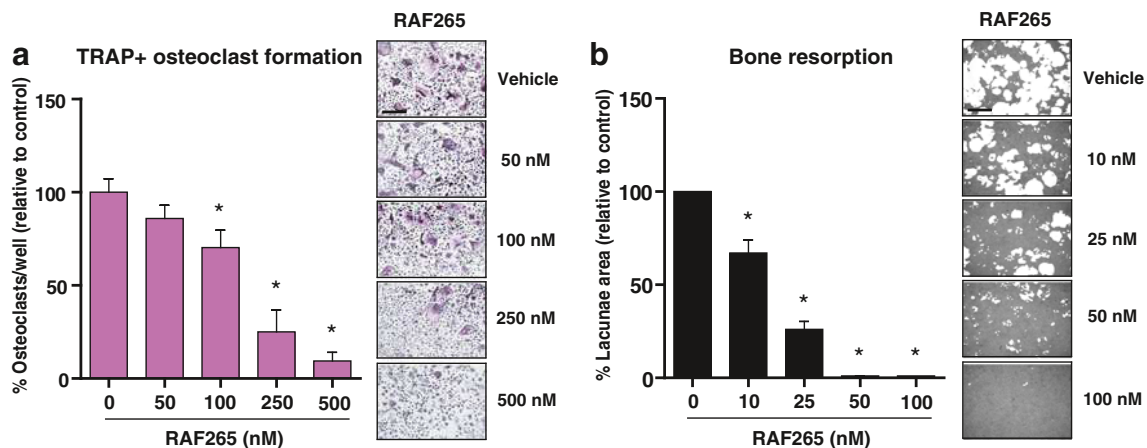 a TRAP+ osteoclast formation
% Osteoclasts/well (relative to control)
150
100
50
0
*
*
*
0 50 100 250 500
RAF265 (nM)
RAF265
Vehicle
50 nM
100 nM
250 nM
500 nM
b Bone resorption
% Lacunae area (relative to control)
150
100
50
0
*
*
*
*
0 10 25 50 100
RAF265 (nM)
RAF265
Vehicle
10 nM
25 nM
50 nM
100 nM